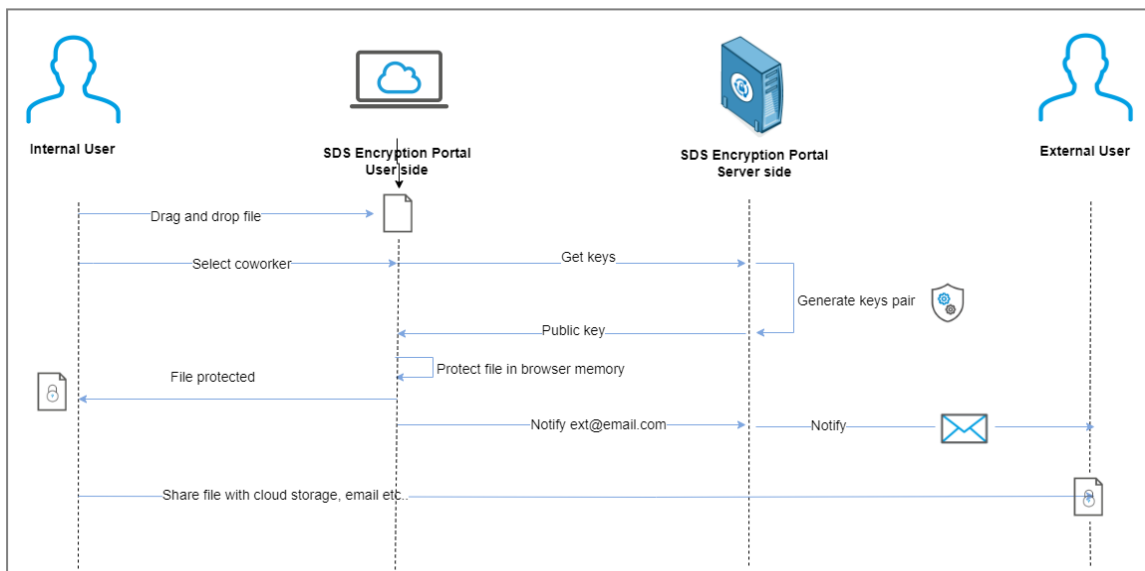 Internal User
SDS Encryption Portal
User side
SDS Encryption Portal
Server side
External User
Drag and drop file
Select coworker
Get keys
Generate keys pair
Public key
Protect file in browser memory
File protected
Notify ext@email.com
Notify
Share file with cloud storage, email etc..